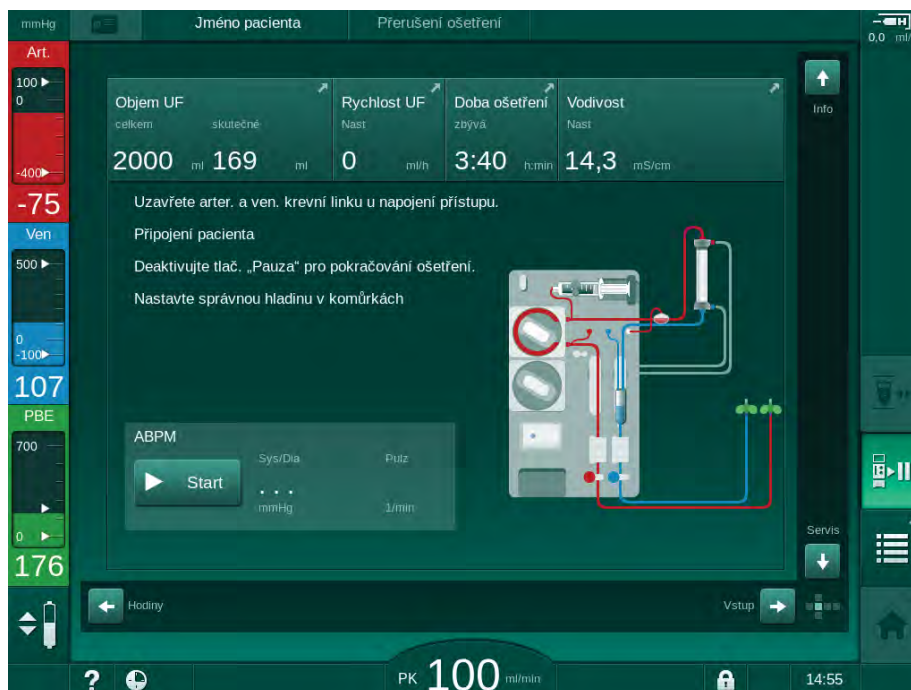 mmHg
Jméno pacienta
Přerušení ošetření
0,0 ml/
Art.
100
0
-400
-75
Ven
500
0
-100
107
PBE
700
0
176
Objem UF
celkem skutečné
2000 ml 169 ml
Rychlost UF
Nast
0 ml/h
Doba ošetření
zbývá
3:40 h:min
Vodivost
Nast
14,3 mS/cm
Info
Uzavřete arter. a ven. krevní linku u napojení přístupu.
Připojení pacienta
Deaktivujte tlač. „Pauza" pro pokračování ošetření.
Nastavte správnou hladinu v komůrkách
ABPM
Start
Sys/Dia
. . .
mmHg
Pulz
1/min
Servis
Hodiny
Vstup
?
PK 100 ml/min
14:55